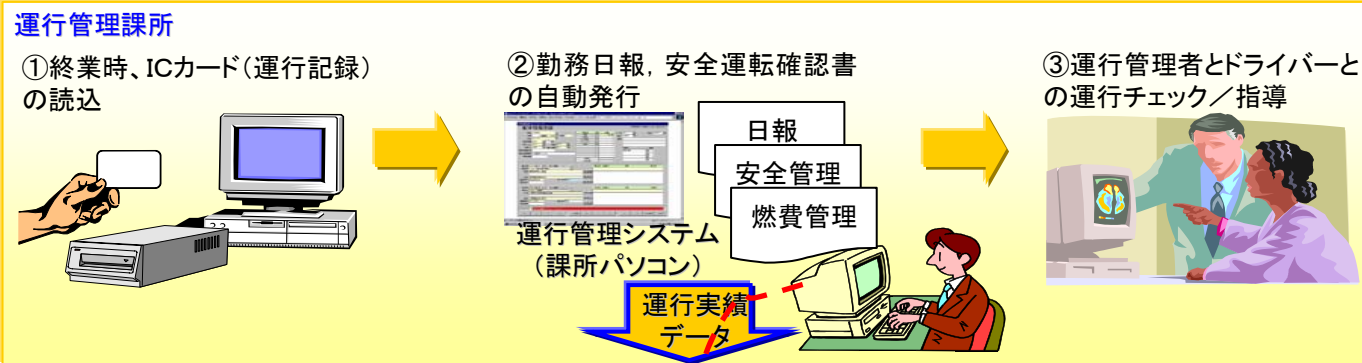 運行管理課所
①終業時、ICカード（運行記録）
の読込
②勤務日報，安全運転確認書
の自動発行
日報
安全管理
燃費管理
運行管理システム
（課所パソコン）
運行実績
データ
③運行管理者とドライバーと
の運行チェック／指導